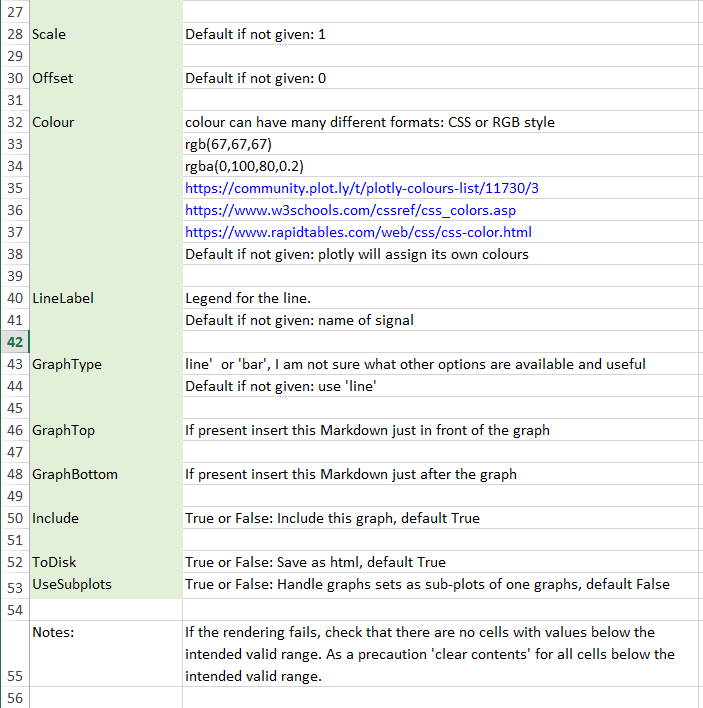 27
28 Scale Default if not given: 1
29
30 Offset Default if not given: 0
31
32 Colour colour can have many different formats: CSS or RGB style
33 rgb(67,67,67)
34 rgba(0,100,80,0.2)
35 https://community.plot.ly/t/plotly-colours-list/11730/3
36 https://www.w3schools.com/cssref/css_colors.asp
37 https://www.rapidtables.com/web/css/css-color.html
38 Default if not given: plotly will assign its own colours
39
40 LineLabel Legend for the line.
41 Default if not given: name of signal
42
43 GraphType line'  or 'bar', I am not sure what other options are available and useful
44 Default if not given: use 'line'
45
46 GraphTop If present insert this Markdown just in front of the graph
47
48 GraphBottom If present insert this Markdown just after the graph
49
50 Include True or False: Include this graph, default True
51
52 ToDisk True or False: Save as html, default True
53 UseSubplots True or False: Handle graphs sets as sub-plots of one graphs, default False
54
Notes: If the rendering fails, check that there are no cells with values below the
intended valid range. As a precaution 'clear contents' for all cells below the
55 intended valid range.
56